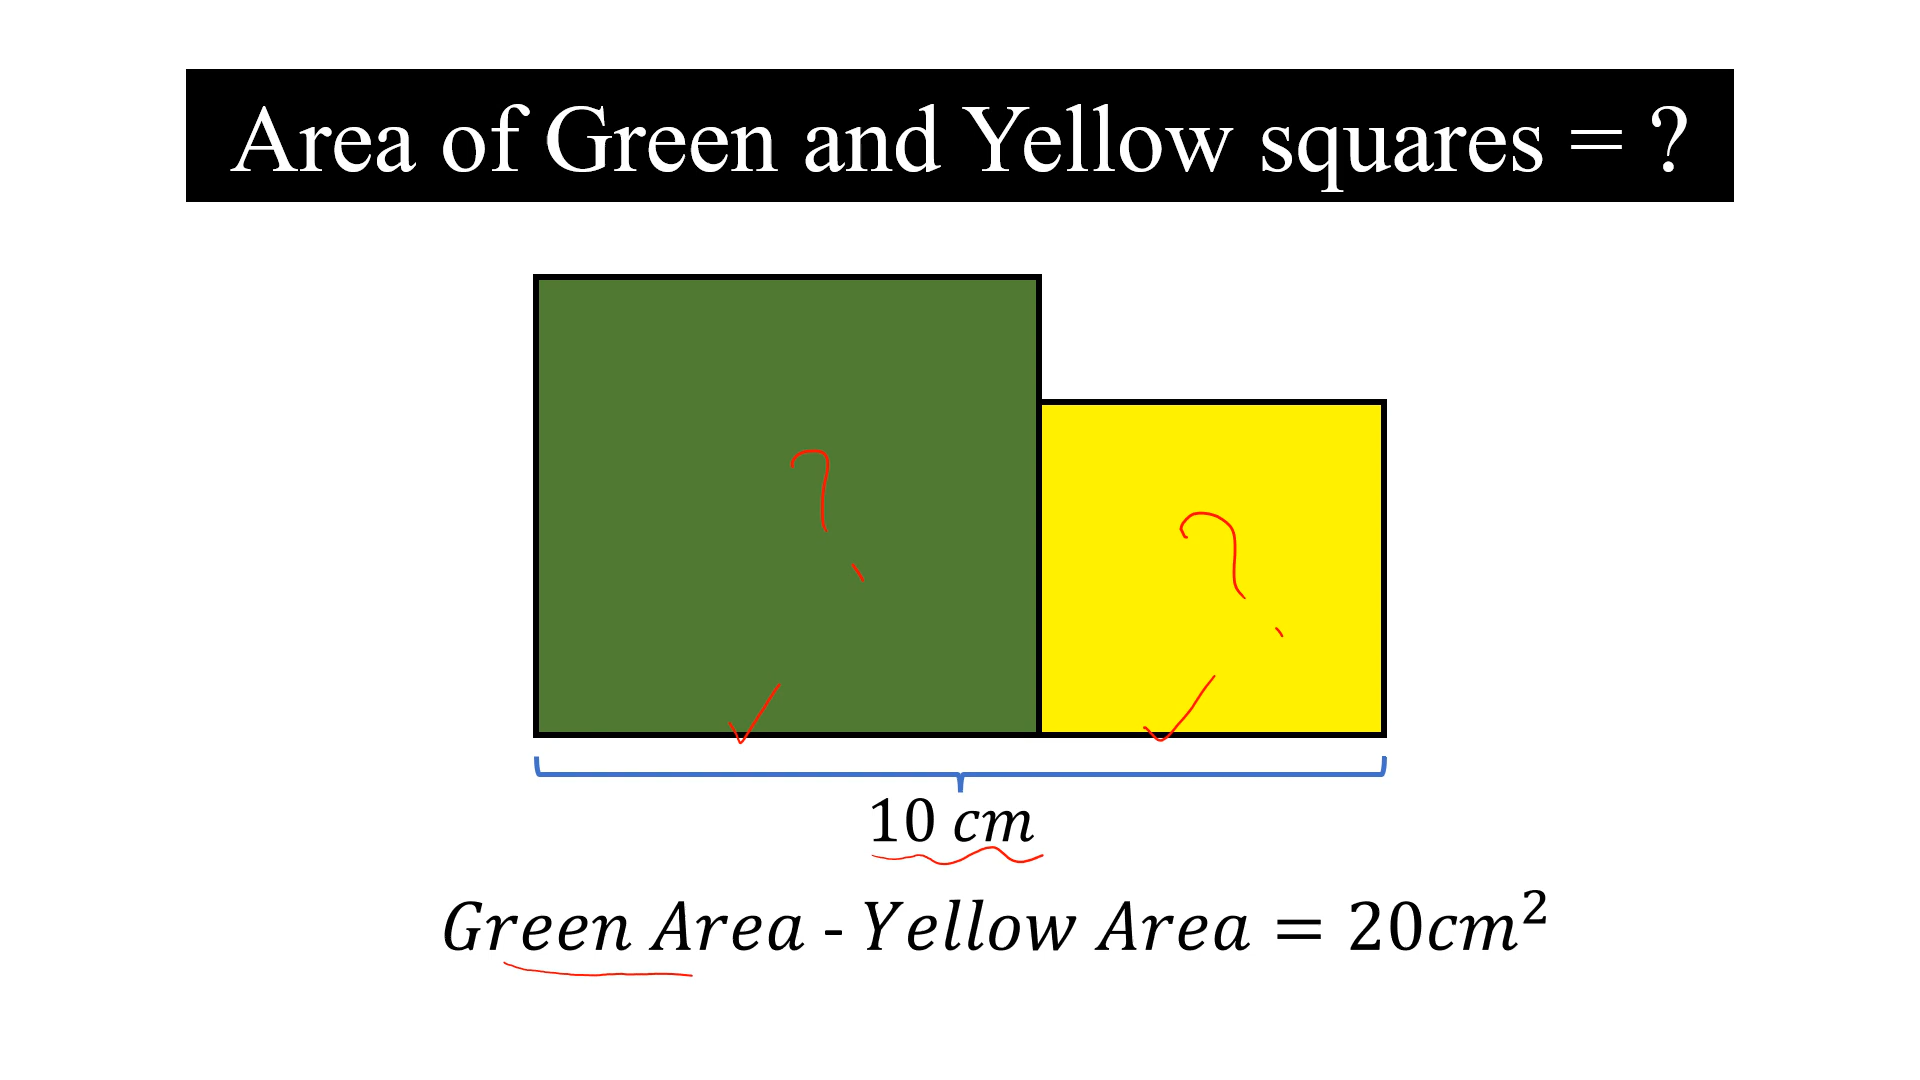 Area of Green and Yellow squares = ?
?
?
10 cm
Green Area - Yellow Area = 20cm²